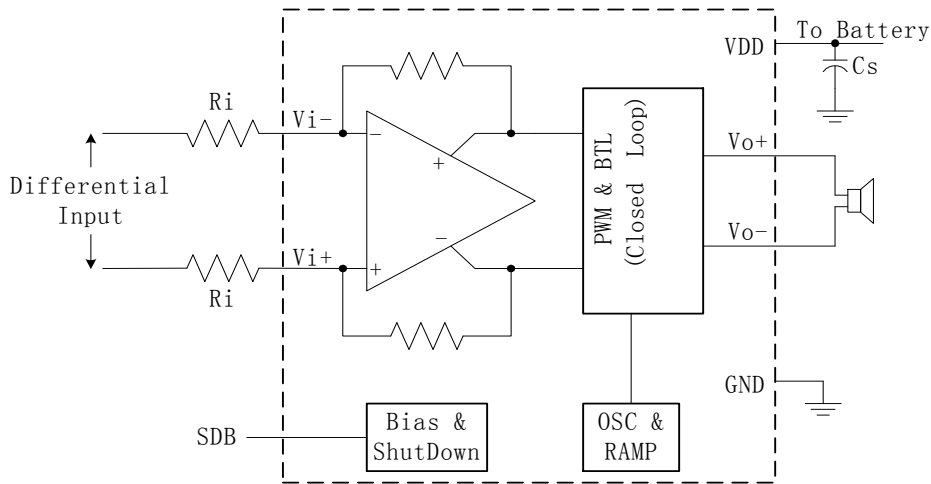 VDD
To Battery
Cs
Ri
Vi-
-
+
Vo+
Differential
Input
PWM & BTL
(Closed Loop)
-
Vo-
Vi+
+
Ri
GND
SDB
Bias &
ShutDown
OSC &
RAMP